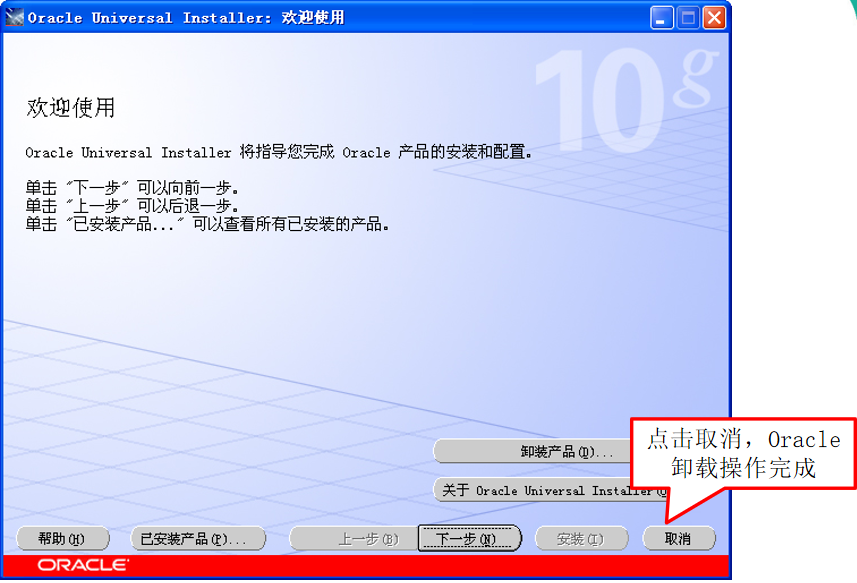 Oracle Universal Installer: 欢迎使用
10g
欢迎使用
Oracle Universal Installer 将指导您完成 Oracle 产品的安装和配置。
单击 "下一步" 可以向前一步。
单击 "上一步" 可以后退一步。
单击 "已安装产品..." 可以查看所有已安装的产品。
点击取消，Oracle
卸载操作完成
卸装产品(D)...
关于 Oracle Universal Installer(O
帮助(H)
已安装产品(P)...
上一步(B)
下一步(N)
安装(I)
取消
ORACLE